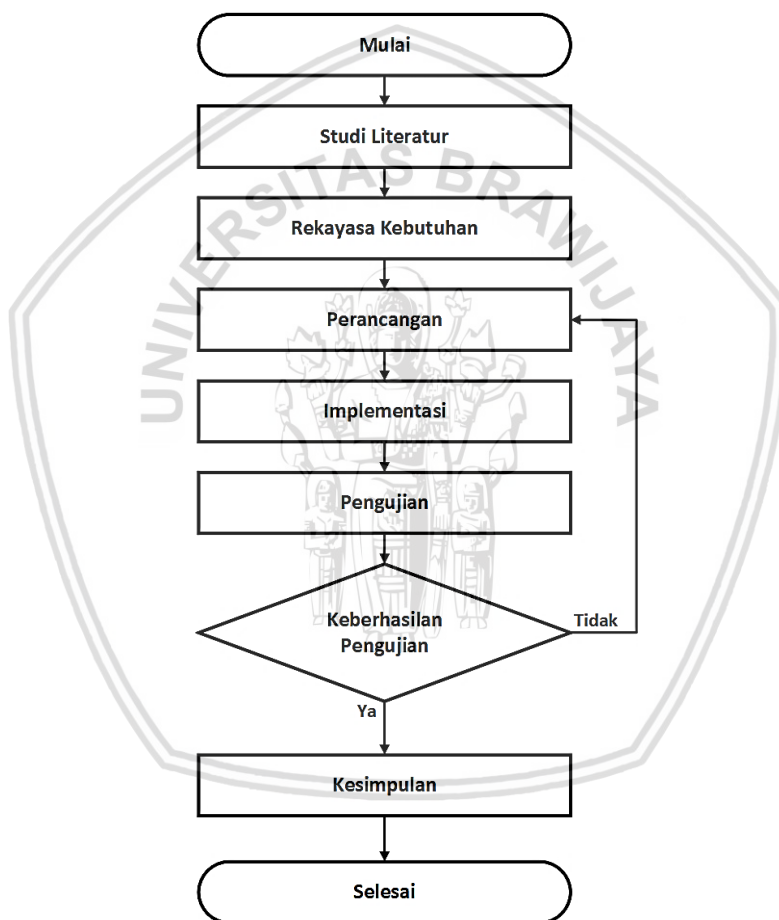 Mulai
Studi Literatur
UNIVERSITAS BRAWIJAYA
Rekayasa Kebutuhan
Perancangan
Implementasi
Pengujian
Keberhasilan
Pengujian
Tidak
Ya
Kesimpulan
Selesai